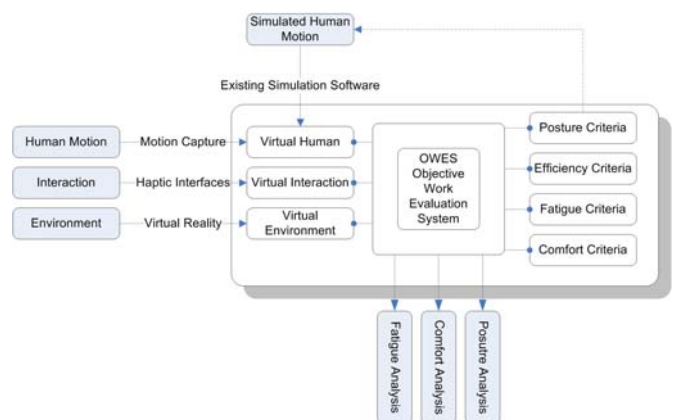 Simulated Human
Motion
Existing Simulation Software
Human Motion
Motion Capture
Virtual Human
Posture Criteria
Interaction
Haptic Interfaces
Virtual Interaction
OWES
Objective
Work
Evaluation
System
Efficiency Criteria
Environment
Virtual Reality
Virtual
Environment
Fatigue Criteria
Comfort Criteria
Fatigue Analysis
Comfort Analysis
Posutre Analysis